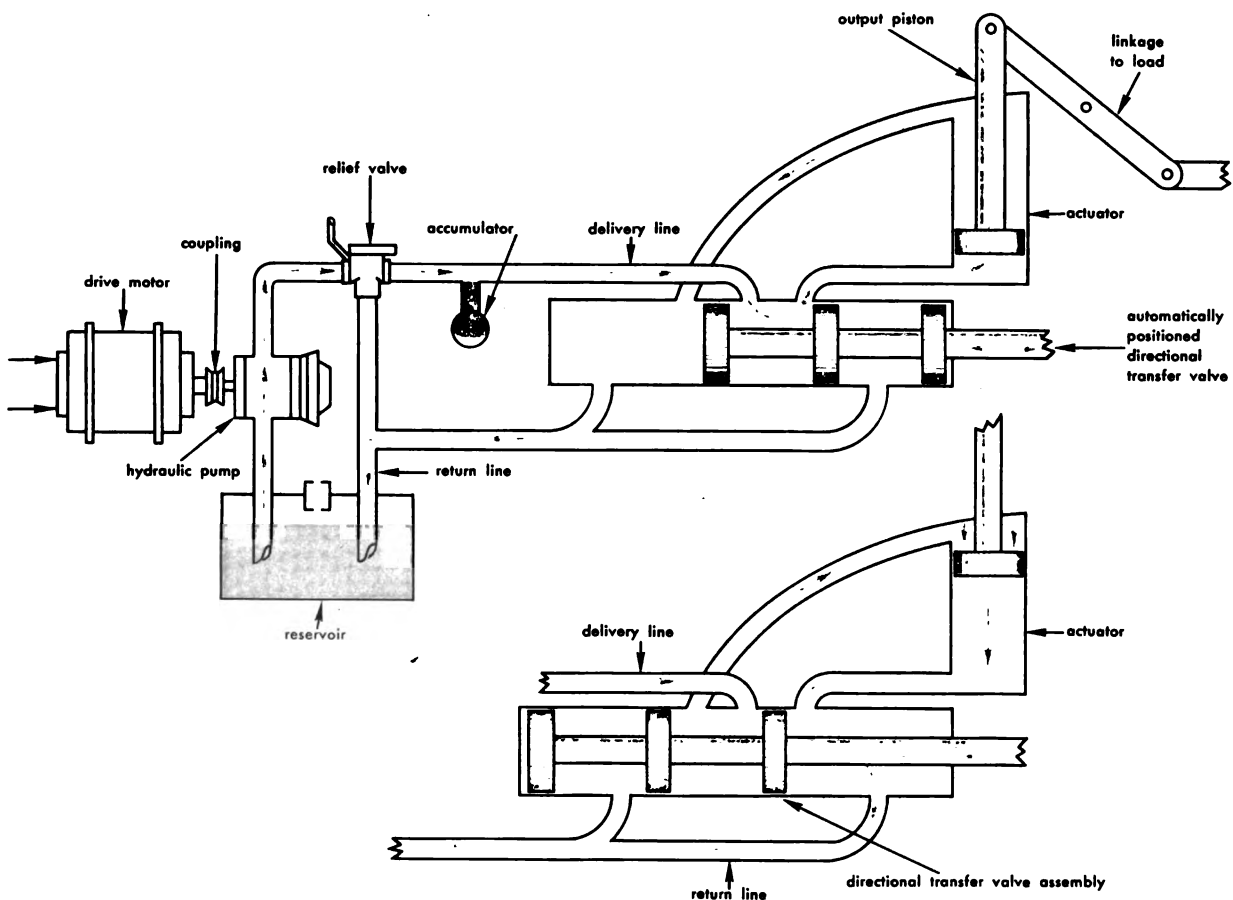 output piston
linkage
to load
relief valve
accumulator
delivery line
actuator
coupling
drive motor
automatically
positioned
directional
transfer valve
hydraulic pump
return line
reservoir
delivery line
actuator
directional transfer valve assembly
return line